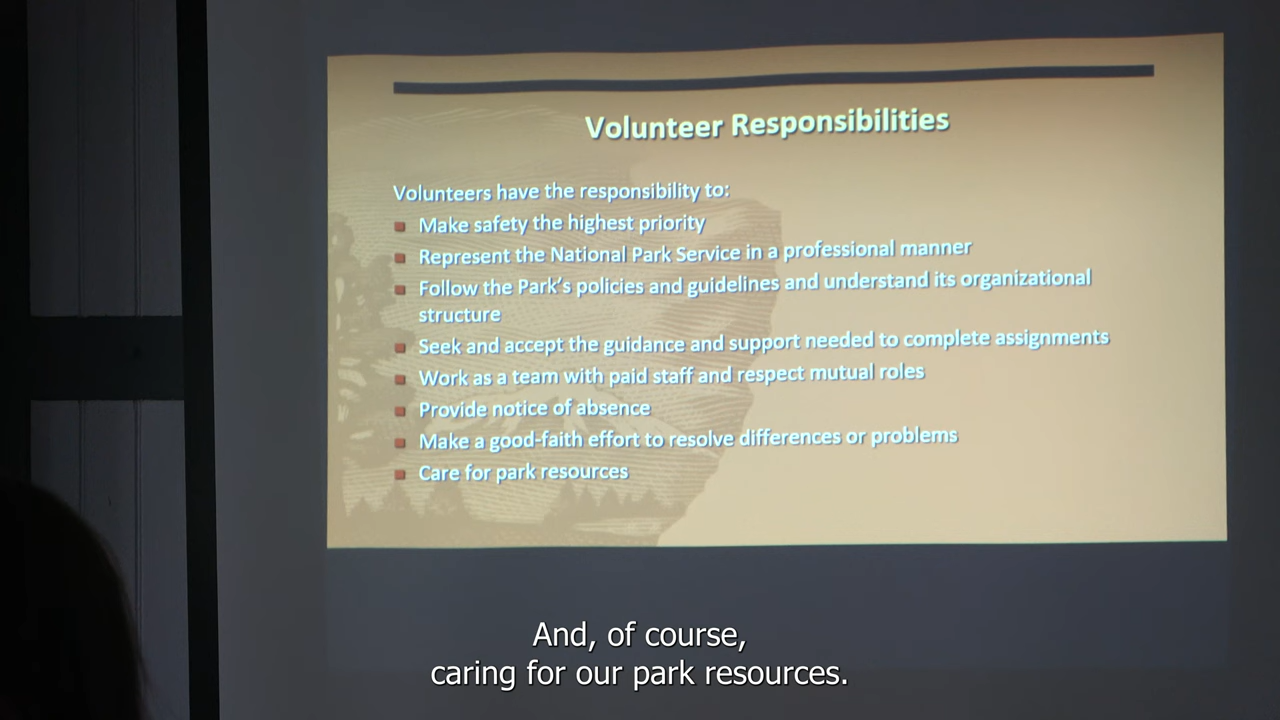 Volunteer Responsibilities
Volunteers have the responsibility to:
Make safety the highest priority
Represent the National Park Service in a professional manner
Follow the Park's policies and guidelines and understand its organizational
structure
Seek and accept the guidance and support needed to complete assignments
Work as a team with paid staff and respect mutual roles
Provide notice of absence
Make a good-faith effort to resolve differences or problems
Care for park resources
And, of course,
caring for our park resources.